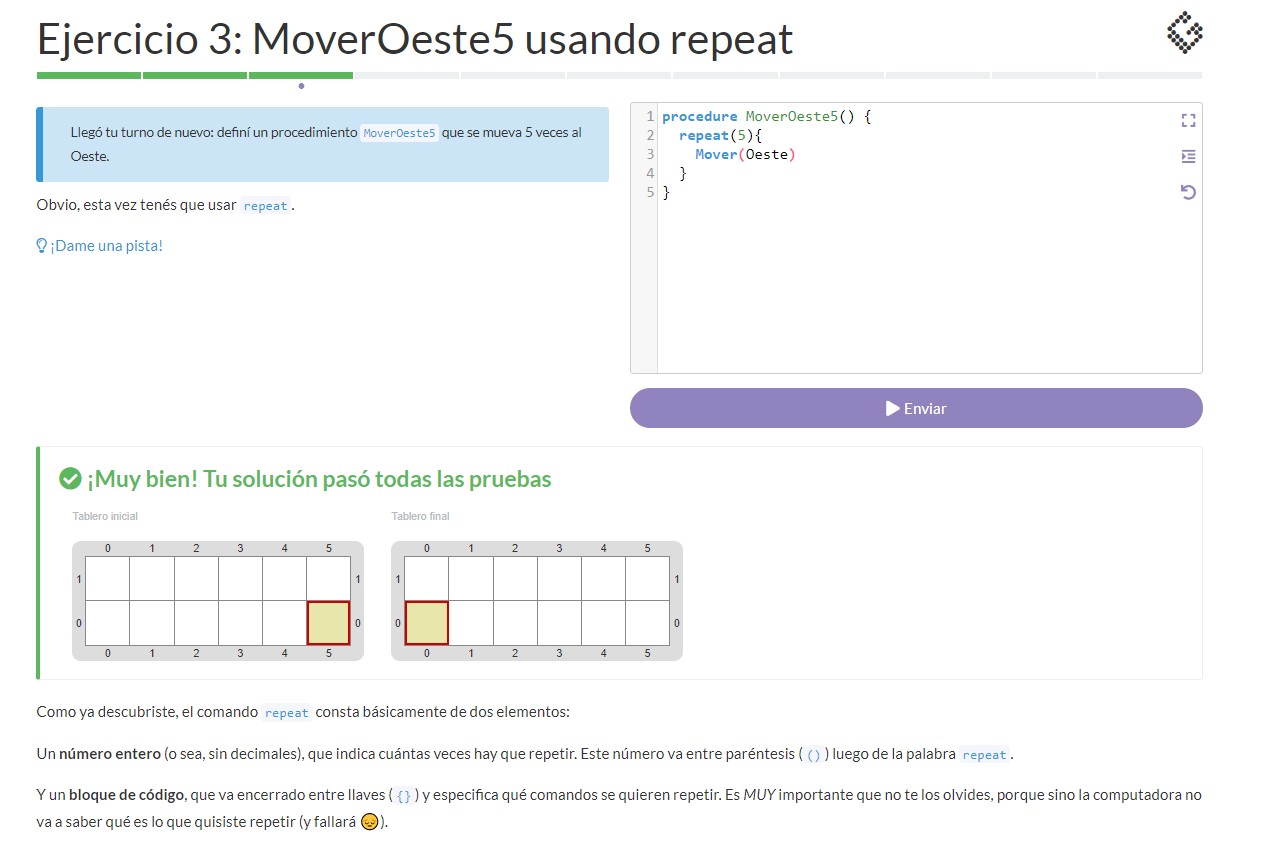 Ejercicio 3: MoverOeste5 usando repeat
Llegó tu turno de nuevo: definí un procedimiento MoverOeste5 que se mueva 5 veces al
Oeste.
Obvio, esta vez tenés que usar repeat .
¡Dame una pista!
1 procedure MoverOeste5() {
2 repeat(5){
3 Mover(Oeste)
4 }
5 }
Enviar
¡Muy bien! Tu solución pasó todas las pruebas
Tablero inicial
0 1 2 3 4 5
1 1
0 0
0 1 2 3 4 5
Tablero final
0 1 2 3 4 5
1 1
0 0
0 1 2 3 4 5
Como ya descubriste, el comando repeat consta básicamente de dos elementos:
Un número entero (o sea, sin decimales), que indica cuántas veces hay que repetir. Este número va entre paréntesis ( () ) luego de la palabra repeat .
Y un bloque de código, que va encerrado entre llaves ( {} ) y especifica qué comandos se quieren repetir. Es MUY importante que no te los olvides, porque sino la computadora no
va a saber qué es lo que quisiste repetir (y fallará 😞).